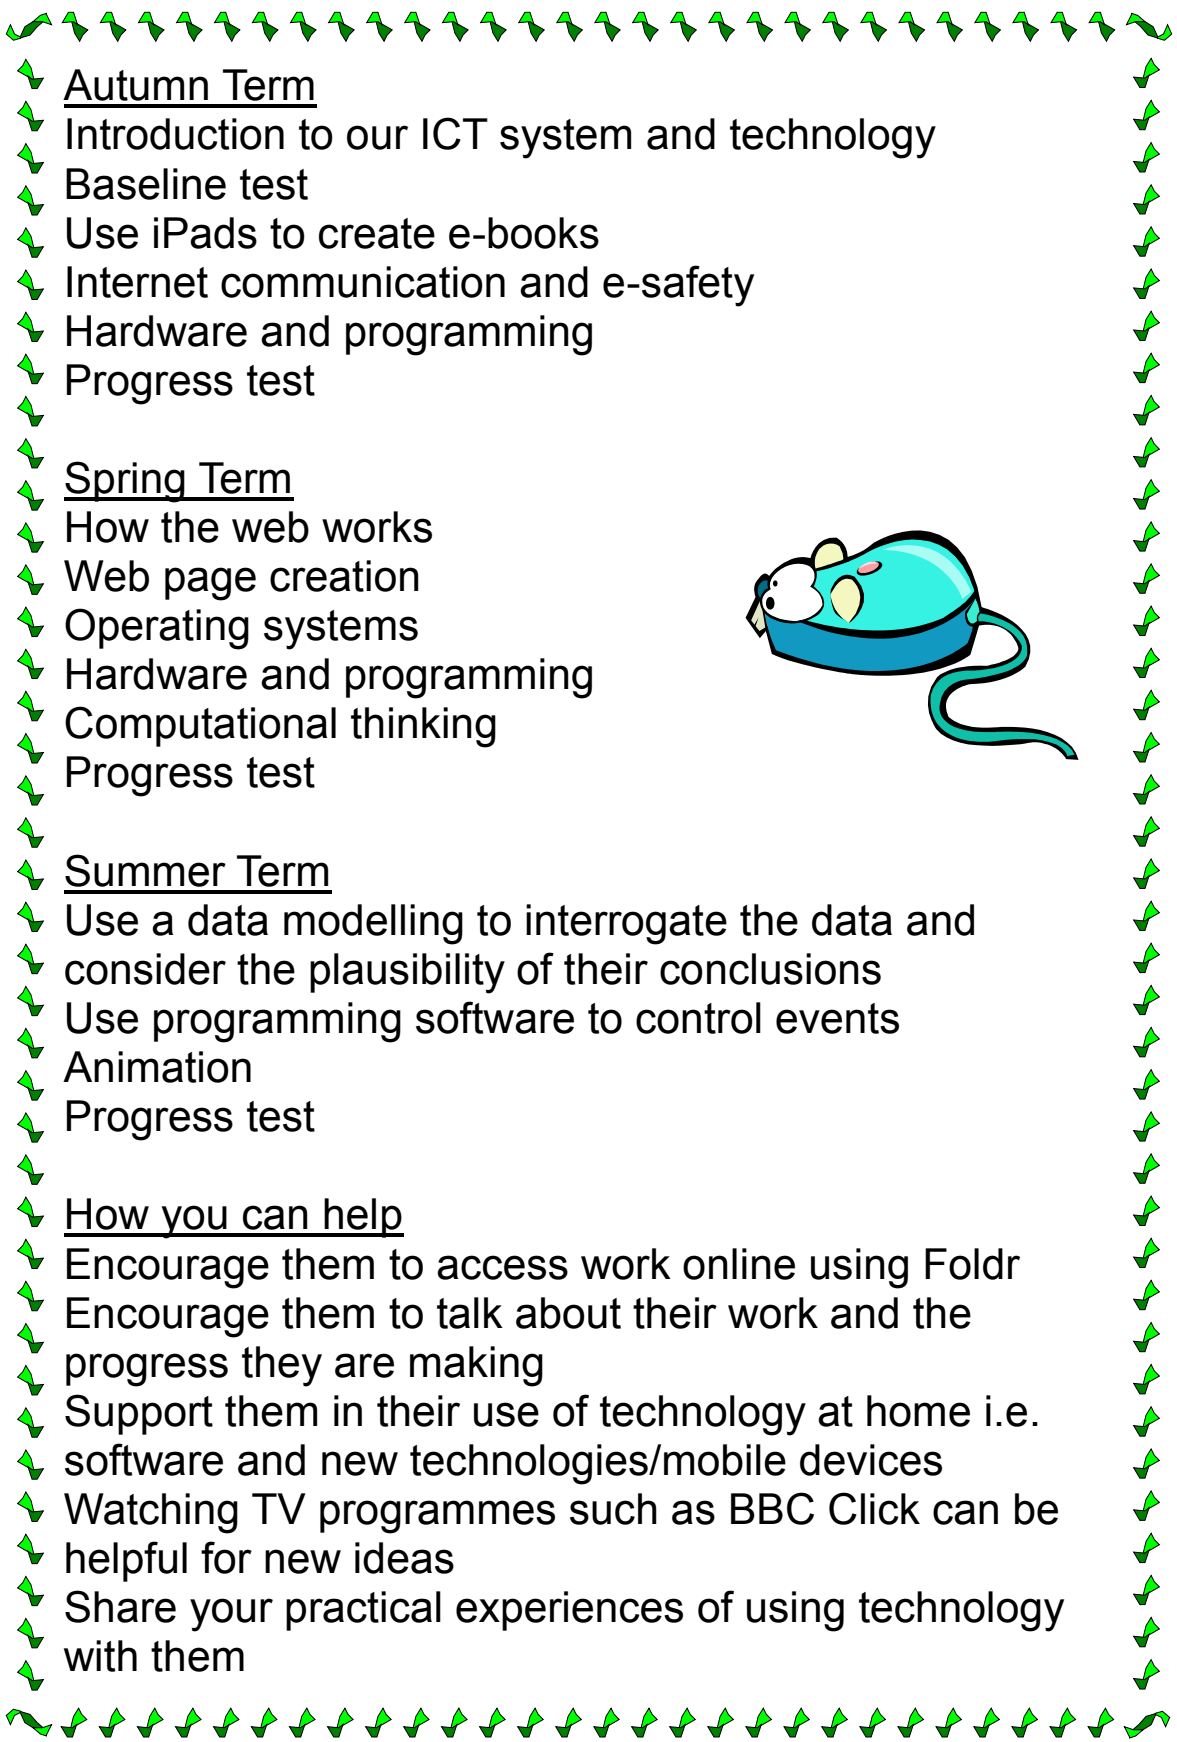 Autumn Term
Introduction to our ICT system and technology
Baseline test
Use iPads to create e-books
Internet communication and e-safety
Hardware and programming
Progress test
Spring Term
How the web works
Web page creation
Operating systems
Hardware and programming
Computational thinking
Progress test
Summer Term
Use a data modelling to interrogate the data and
consider the plausibility of their conclusions
Use programming software to control events
Animation
Progress test
How you can help
Encourage them to access work online using Foldr
Encourage them to talk about their work and the
progress they are making
Support them in their use of technology at home i.e.
software and new technologies/mobile devices
Watching TV programmes such as BBC Click can be
helpful for new ideas
Share your practical experiences of using technology
with them